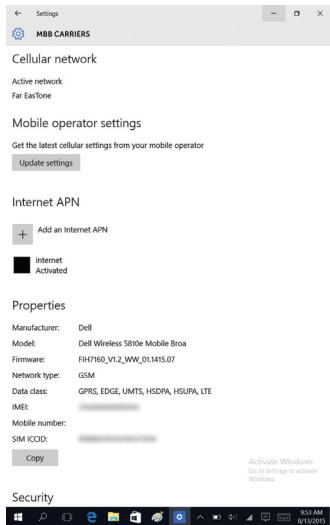 Settings
MBB CARRIERS
Cellular network
Active network
Far EasTone
Mobile operator settings
Get the latest cellular settings from your mobile operator
Update settings
Internet APN
Add an Internet APN
internet
Activated
Properties
Manufacturer: Dell
Model: Dell Wireless 5810e Mobile Broa
Firmware: FIH7160_V1.2_WW_01.1415.07
Network type: GSM
Data class: GPRS, EDGE, UMTS, HSDPA, HSUPA, LTE
IMEI:
Mobile number:
SIM ICCID:
Copy
Activate Windows
Go to Settings to activate
Windows.
Security
9:53 AM
8/13/2015